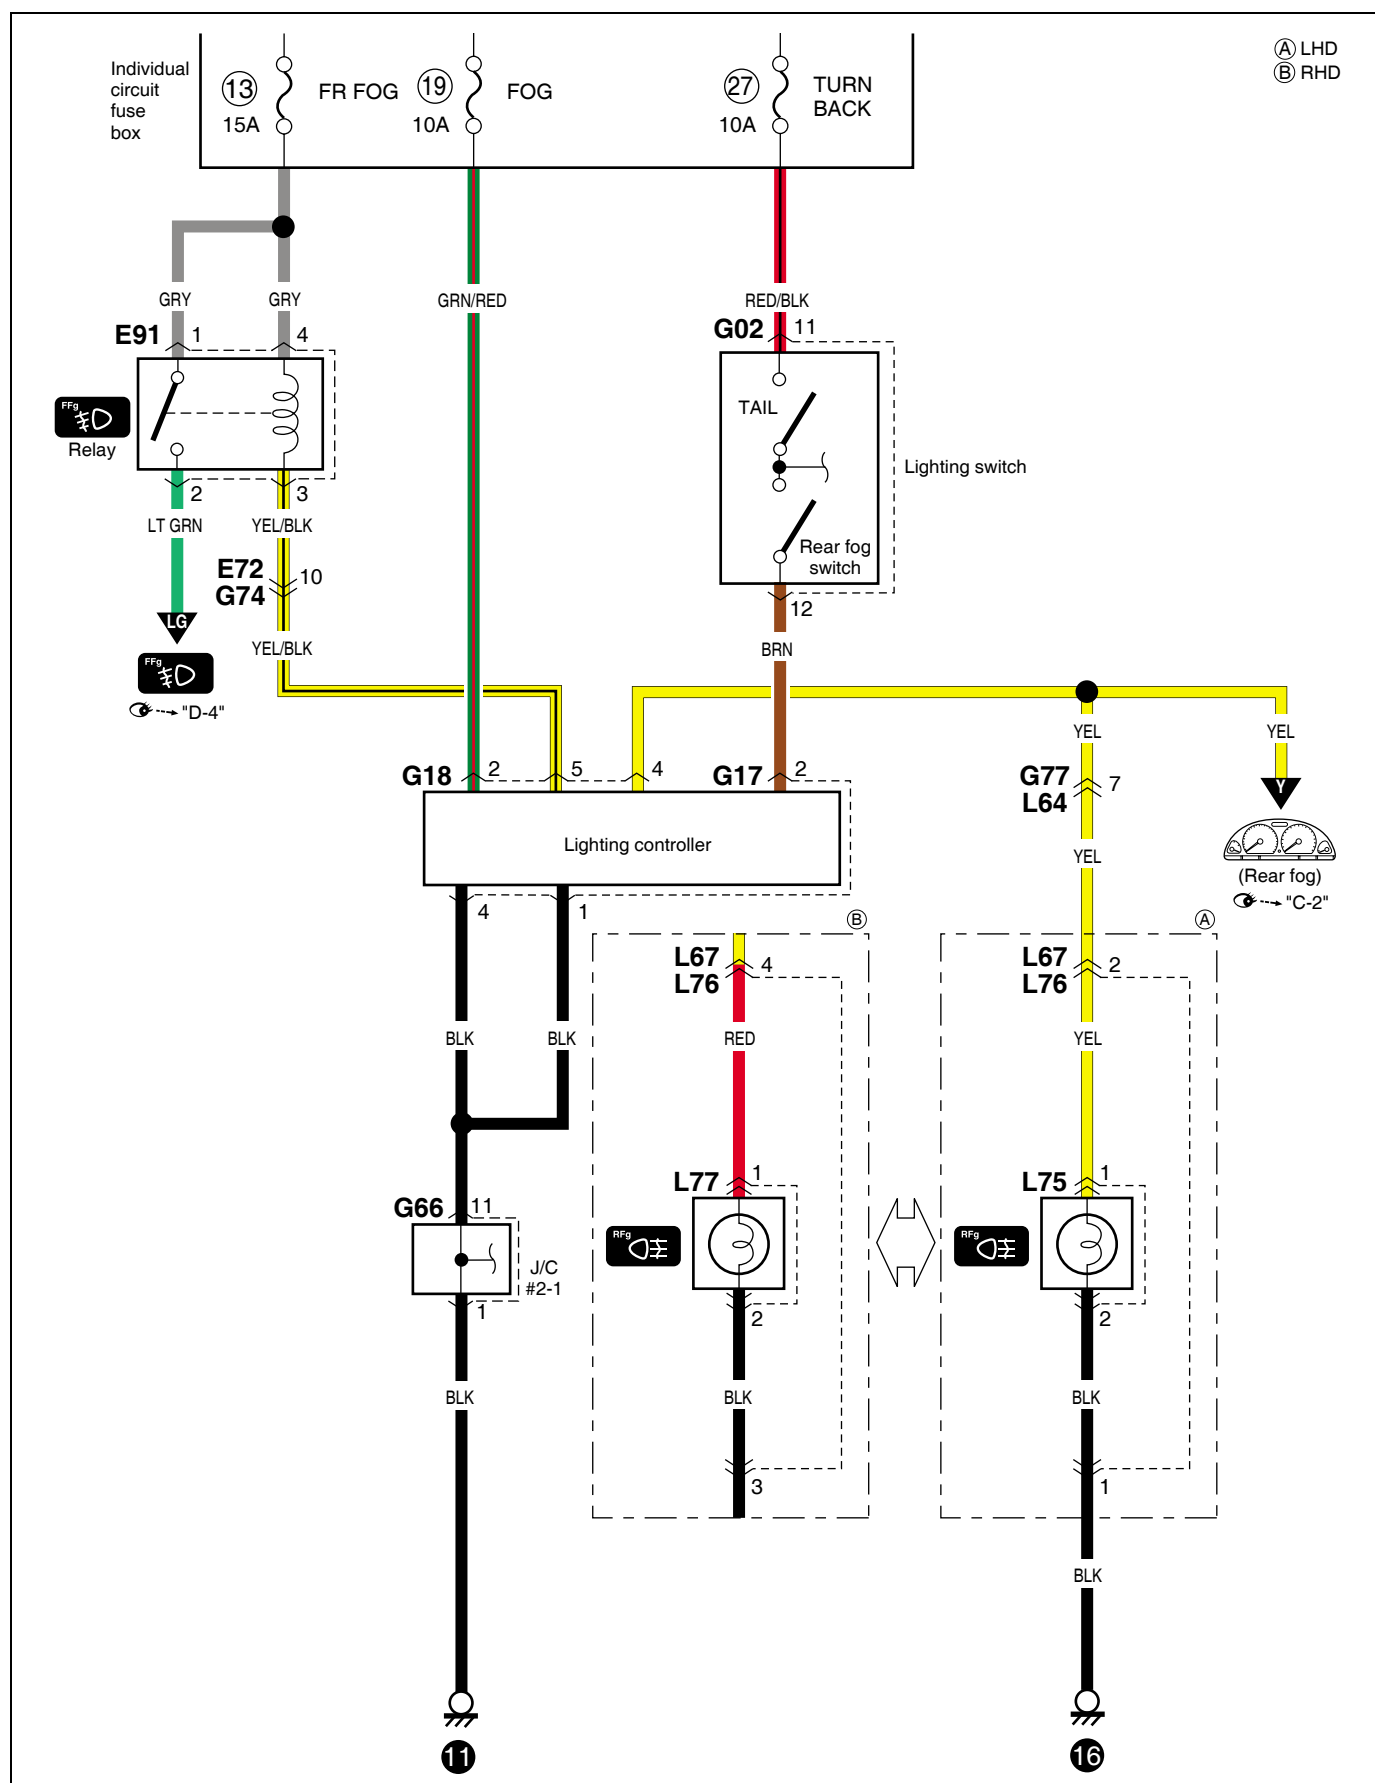 Ⓐ LHD
Ⓑ RHD
Individual
circuit
fuse
box
13
15A
FR FOG
19
10A
FOG
27
10A
TURN
BACK
GRY
GRY
GRN/RED
RED/BLK
E91
1
4
G02
11
TAIL
FFg
Relay
Lighting switch
2
3
LT GRN
YEL/BLK
Rear fog
switch
E72
G74
10
12
LG
YEL/BLK
BRN
FFg
"D-4"
YEL
YEL
G18
2
5
4
G17
2
G77
L64
7
Y
Lighting controller
YEL
(Rear fog)
"C-2"
4
1
Ⓑ
Ⓐ
L67
L76
4
L67
L76
2
BLK
BLK
RED
YEL
L77
1
L75
1
G66
11
RFg
RFg
J/C
#2-1
1
2
2
BLK
BLK
BLK
3
1
BLK
11
16